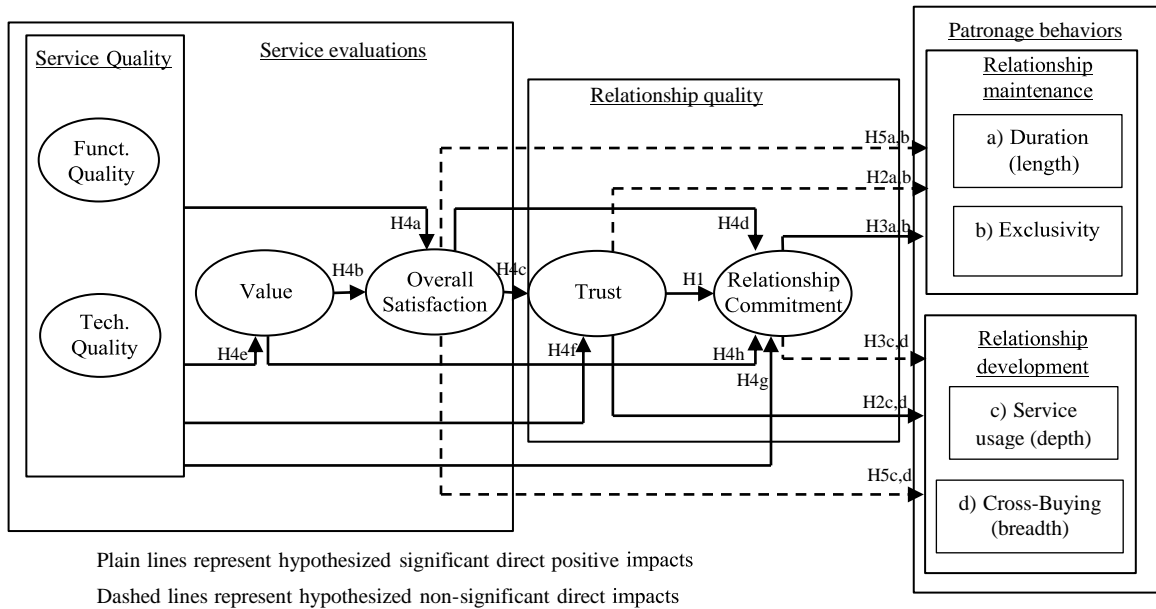 Service Quality
Service evaluations
Patronage behaviors
Relationship
maintenance
Relationship quality
Funct.
Quality
H5a,b
a) Duration
(length)
H2a,b
H4a
H4d
H3a,b
b) Exclusivity
Value
H4b
Overall
Satisfaction
H4c
Trust
H1
Relationship
Commitment
Tech.
Quality
H4e
H4f
H4h
H4g
H3c,d
Relationship
development
H2c,d
c) Service
usage (depth)
H5c,d
d) Cross-Buying
(breadth)
Plain lines represent hypothesized significant direct positive impacts
Dashed lines represent hypothesized non-significant direct impacts